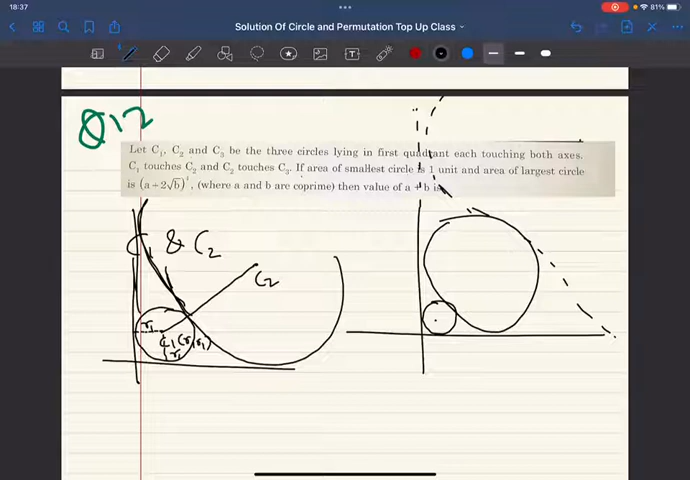 18:37
81%
Solution Of Circle and Permutation Top Up Class
Q12
Let C₁, C₂ and C₃ be the three circles lying in first quadrant each touching both axes.
C₁ touches C₂ and C₂ touches C₃. If area of smallest circle is 1 unit and area of largest circle
is (a + 2√b)⁴, (where a and b are coprime) then value of a + b is
C₁ & C₂
C₂
r₁
C₁(r₁, r₁)
r₁